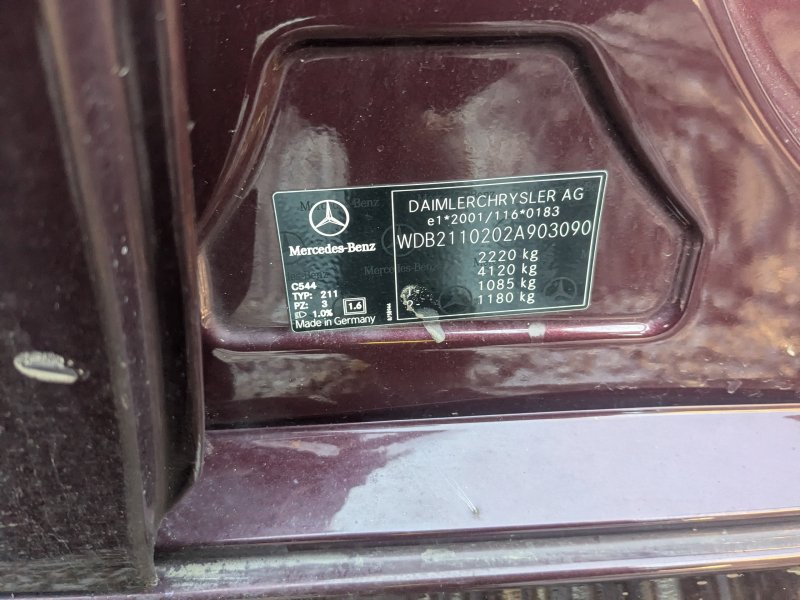 Mercedes-Benz
C544
TYP: 211
PZ: 3
1.0%
1.6
Made in Germany
DAIMLERCHRYSLER AG
e1*2001/116*0183
WDB2110202A903090
2220 kg
4120 kg
1085 kg
1180 kg